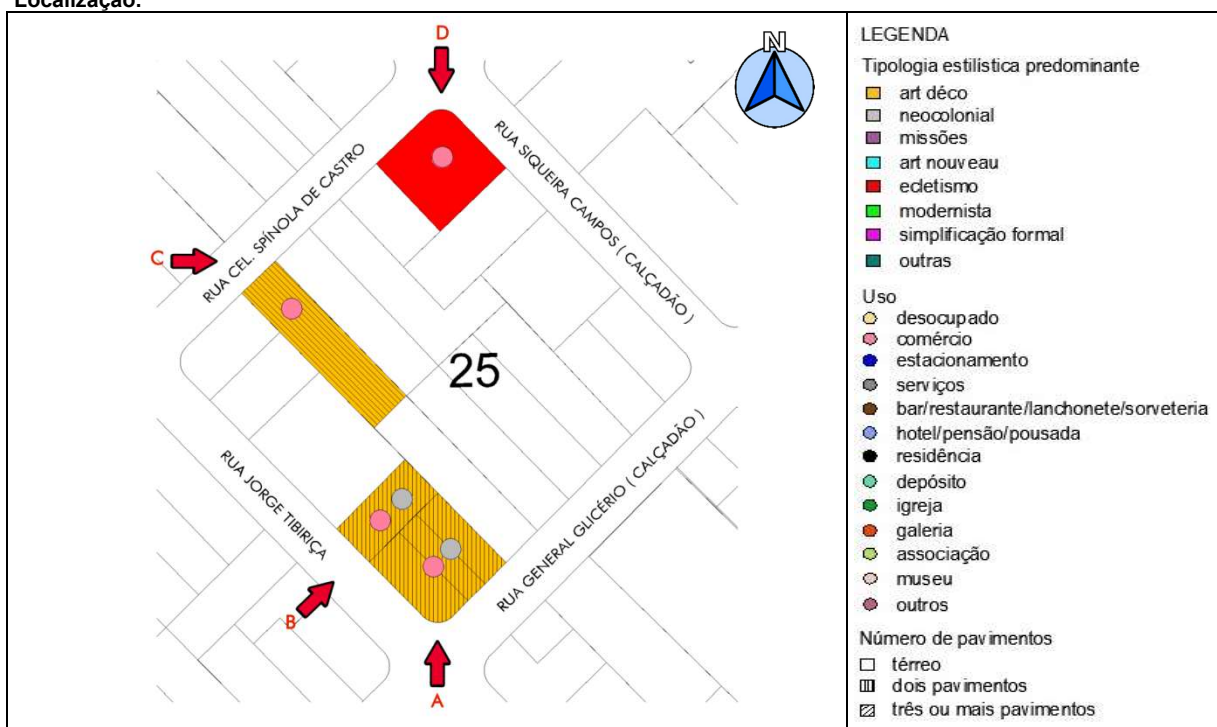 Localização:
D
N
RUA CEL. SPÍNOLA DE CASTRO
RUA SIQUEIRA CAMPOS ( CALÇADÃO )
C
25
RUA JORGE TIBIRIÇA
RUA GENERAL GLICÉRIO ( CALÇADÃO )
B
A
LEGENDA
Tipologia estilística predominante
art déco
neocolonial
missões
art nouveau
ecletismo
modernista
simplificação formal
outras
Uso
desocupado
comércio
estacionamento
serviços
bar/restaurante/lanchonete/sorveteria
hotel/pensão/pousada
residência
depósito
igreja
galeria
associação
museu
outros
Número de pavimentos
térreo
dois pavimentos
três ou mais pavimentos